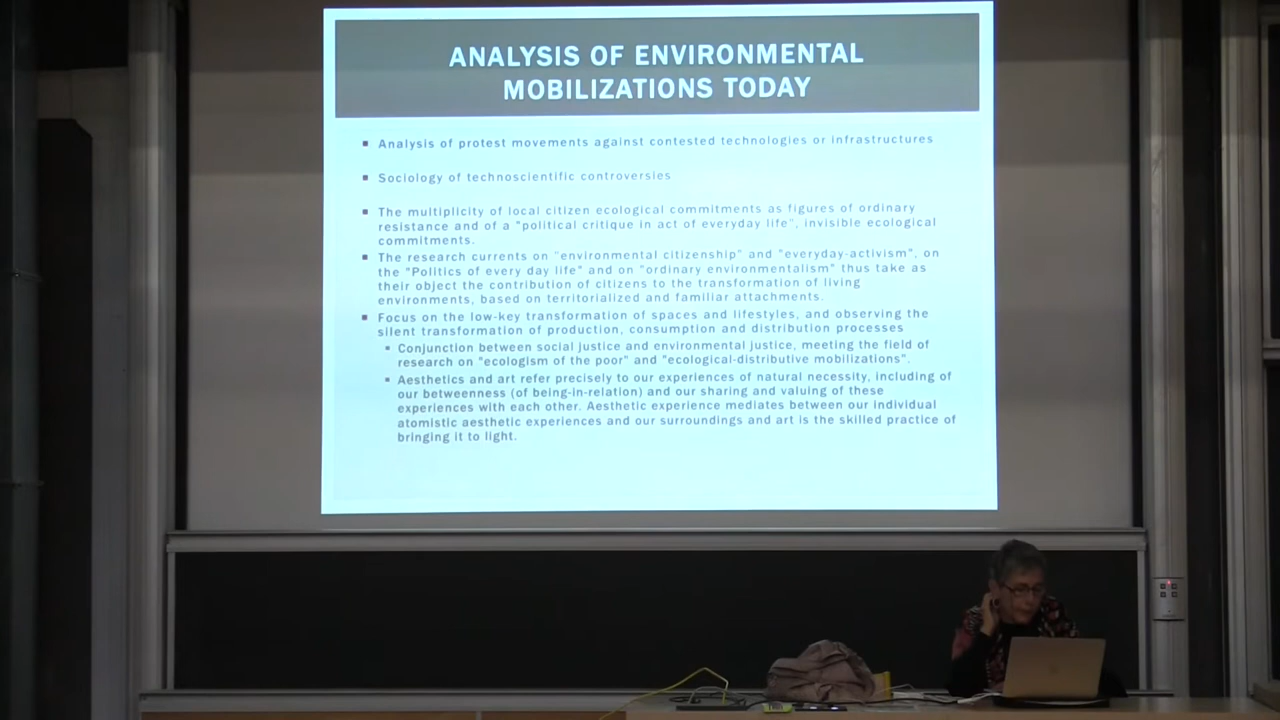 ANALYSIS OF ENVIRONMENTAL
MOBILIZATIONS TODAY
Analysis of protest movements against contested technologies or infrastructures
Sociology of technoscientific controversies
The multiplicity of local citizen ecological commitments as figures of ordinary
resistance and of a "political critique in act of everyday life", invisible ecological
commitments.
The research currents on "environmental citizenship" and "everyday-activism", on
the "Politics of every day life" and on "ordinary environmentalism" thus take as
their object the contribution of citizens to the transformation of living
environments, based on territorialized and familiar attachments.
Focus on the low-key transformation of spaces and lifestyles, and observing the
silent transformation of production, consumption and distribution processes
Conjunction between social justice and environmental justice, meeting the field of
research on "ecologism of the poor" and "ecological-distributive mobilizations".
Aesthetics and art refer precisely to our experiences of natural necessity, including of
our betweenness (of being-in-relation) and our sharing and valuing of these
experiences with each other. Aesthetic experience mediates between our individual
atomistic aesthetic experiences and our surroundings and art is the skilled practice of
bringing it to light.